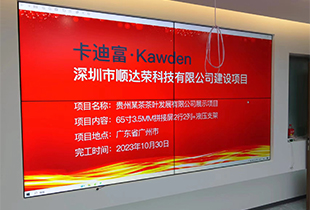 卡迪富·Kawden
深圳市顺达荣科技有限公司建设项目
项目名称：贵州某茶茶叶发展有限公司展示项目
项目内容：65寸3.5MM拼接屏2行2列+液压支架
项目地点：广东省广州市
完工时间：2023年10月30日